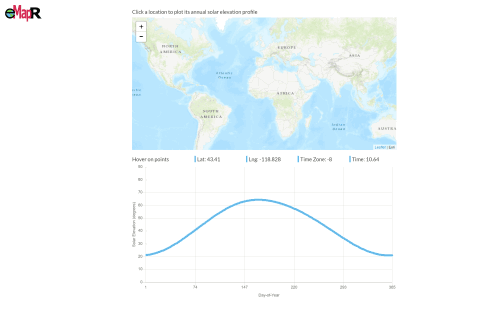 eMapR
Click a location to plot its annual solar elevation profile
+
−
NORTH
AMERICA
EUROPE
ASIA
Atlantic
Ocean
AFRICA
SOUTH
AMERICA
Indian
Ocean
AUSTRA
Leaflet | Esri
Hover on points
Lat: 43.41
Lng: -118.828
Time Zone: -8
Time: 10.64
Solar Elevation (degrees)
90
80
70
60
50
40
30
20
10
0
1
74
147
220
293
365
Day-of-Year